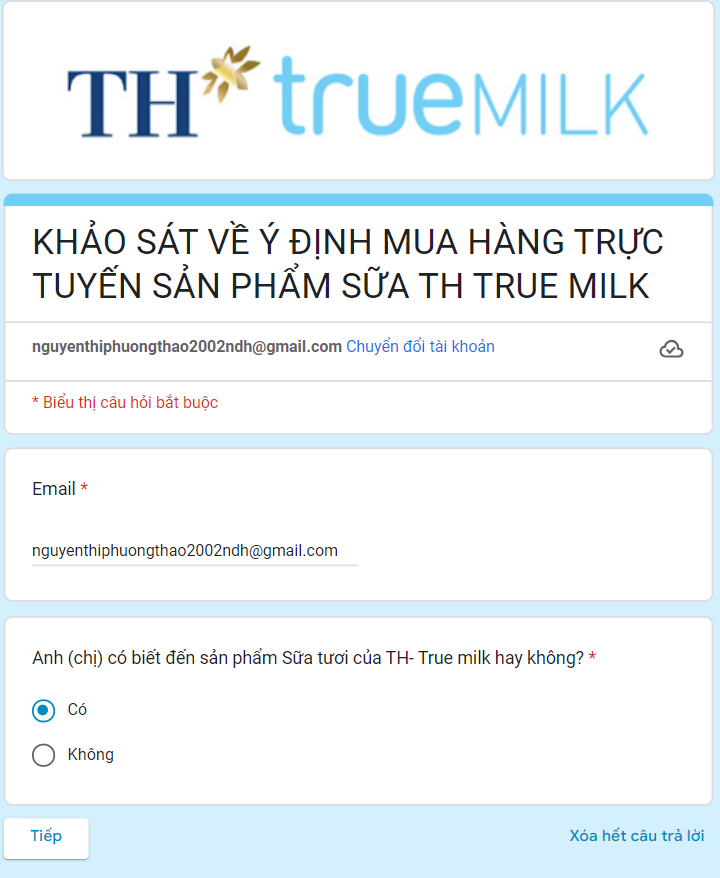 TH true MILK
KHẢO SÁT VỀ Ý ĐỊNH MUA HÀNG TRỰC
TUYẾN SẢN PHẨM SỮA TH TRUE MILK
nguyenthiphuongthao2002ndh@gmail.com Chuyển đổi tài khoản
* Biểu thị câu hỏi bắt buộc
Email *
nguyenthiphuongthao2002ndh@gmail.com
Anh (chị) có biết đến sản phẩm Sữa tươi của TH- True milk hay không? *
Có
Không
Tiếp Xóa hết câu trả lời